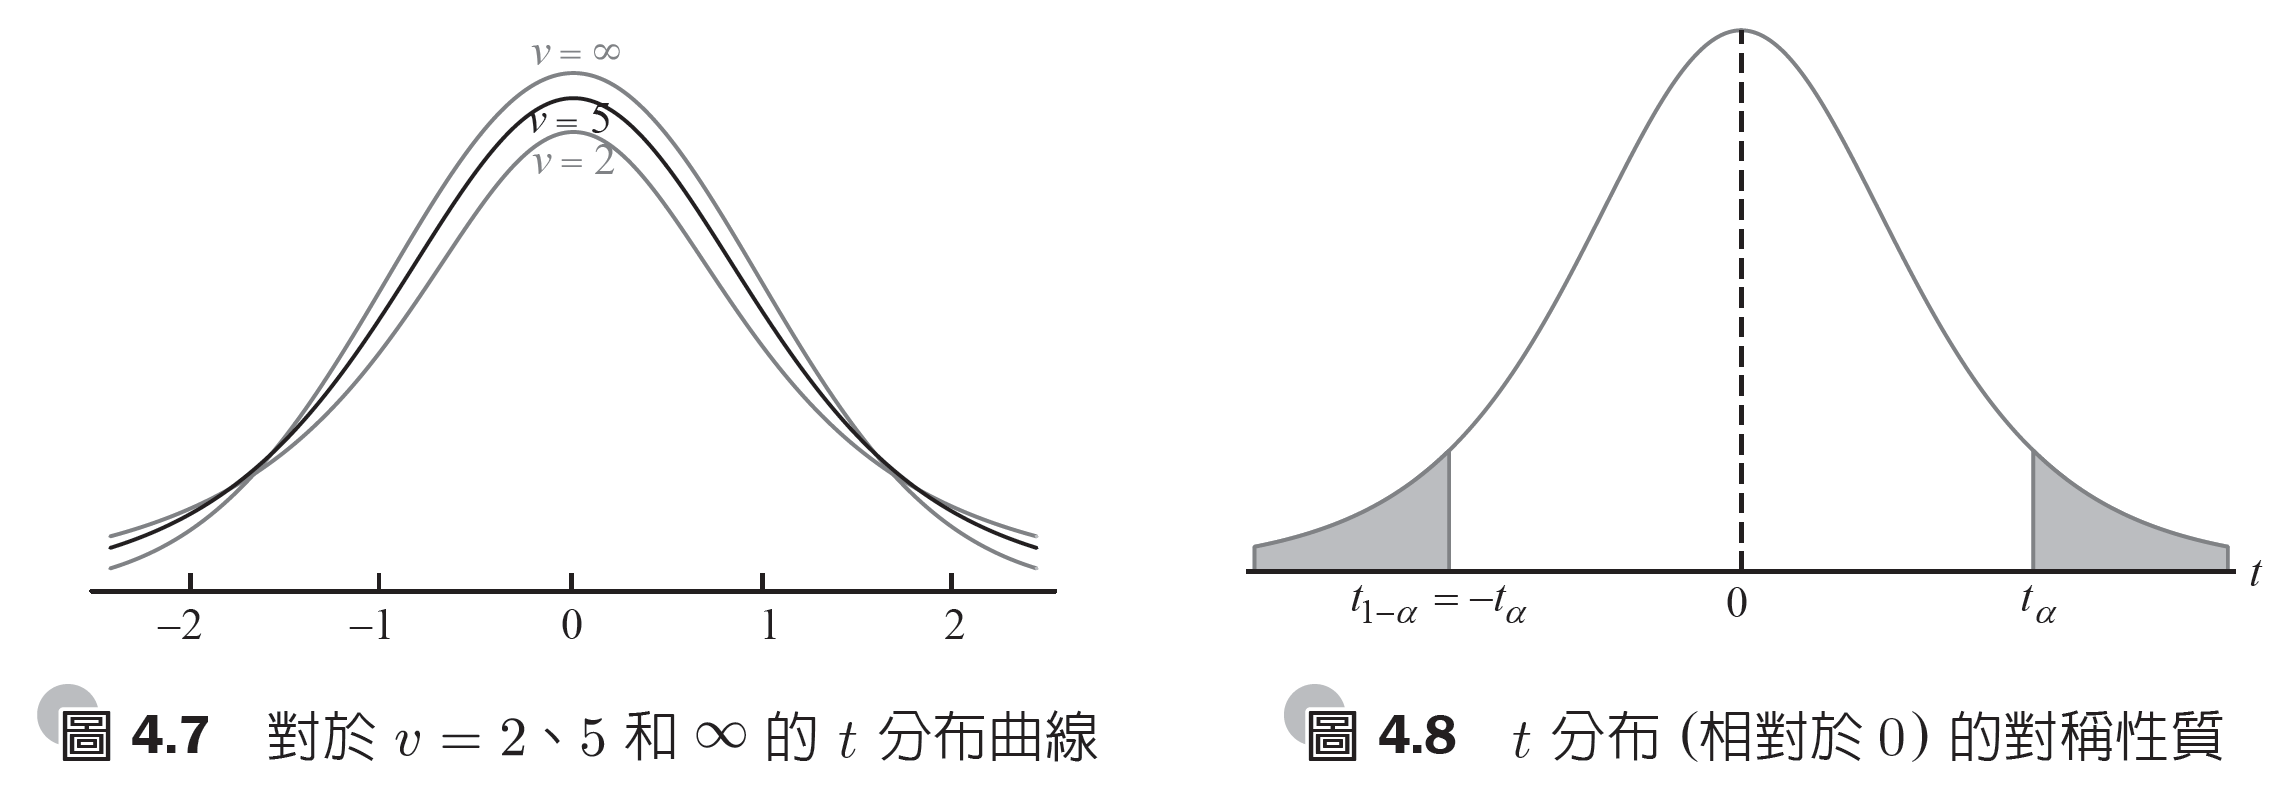 v = ∞
v = 5
v = 2
−2 −1 0 1 2
圖 4.7 對於 v = 2、5 和 ∞ 的 t 分布曲線
t
t₁₋α = −tα 0 tα
圖 4.8 t 分布 (相對於 0) 的對稱性質